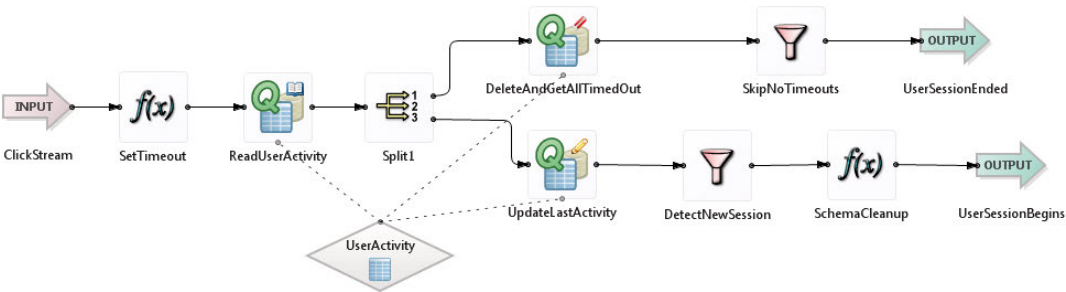 INPUT
ClickStream
f(x)
SetTimeout
Q
ReadUserActivity
1
2
3
Split1
Q
DeleteAndGetAllTimedOut
SkipNoTimeouts
OUTPUT
UserSessionEnded
Q
UpdateLastActivity
DetectNewSession
f(x)
SchemaCleanup
OUTPUT
UserSessionBegins
UserActivity